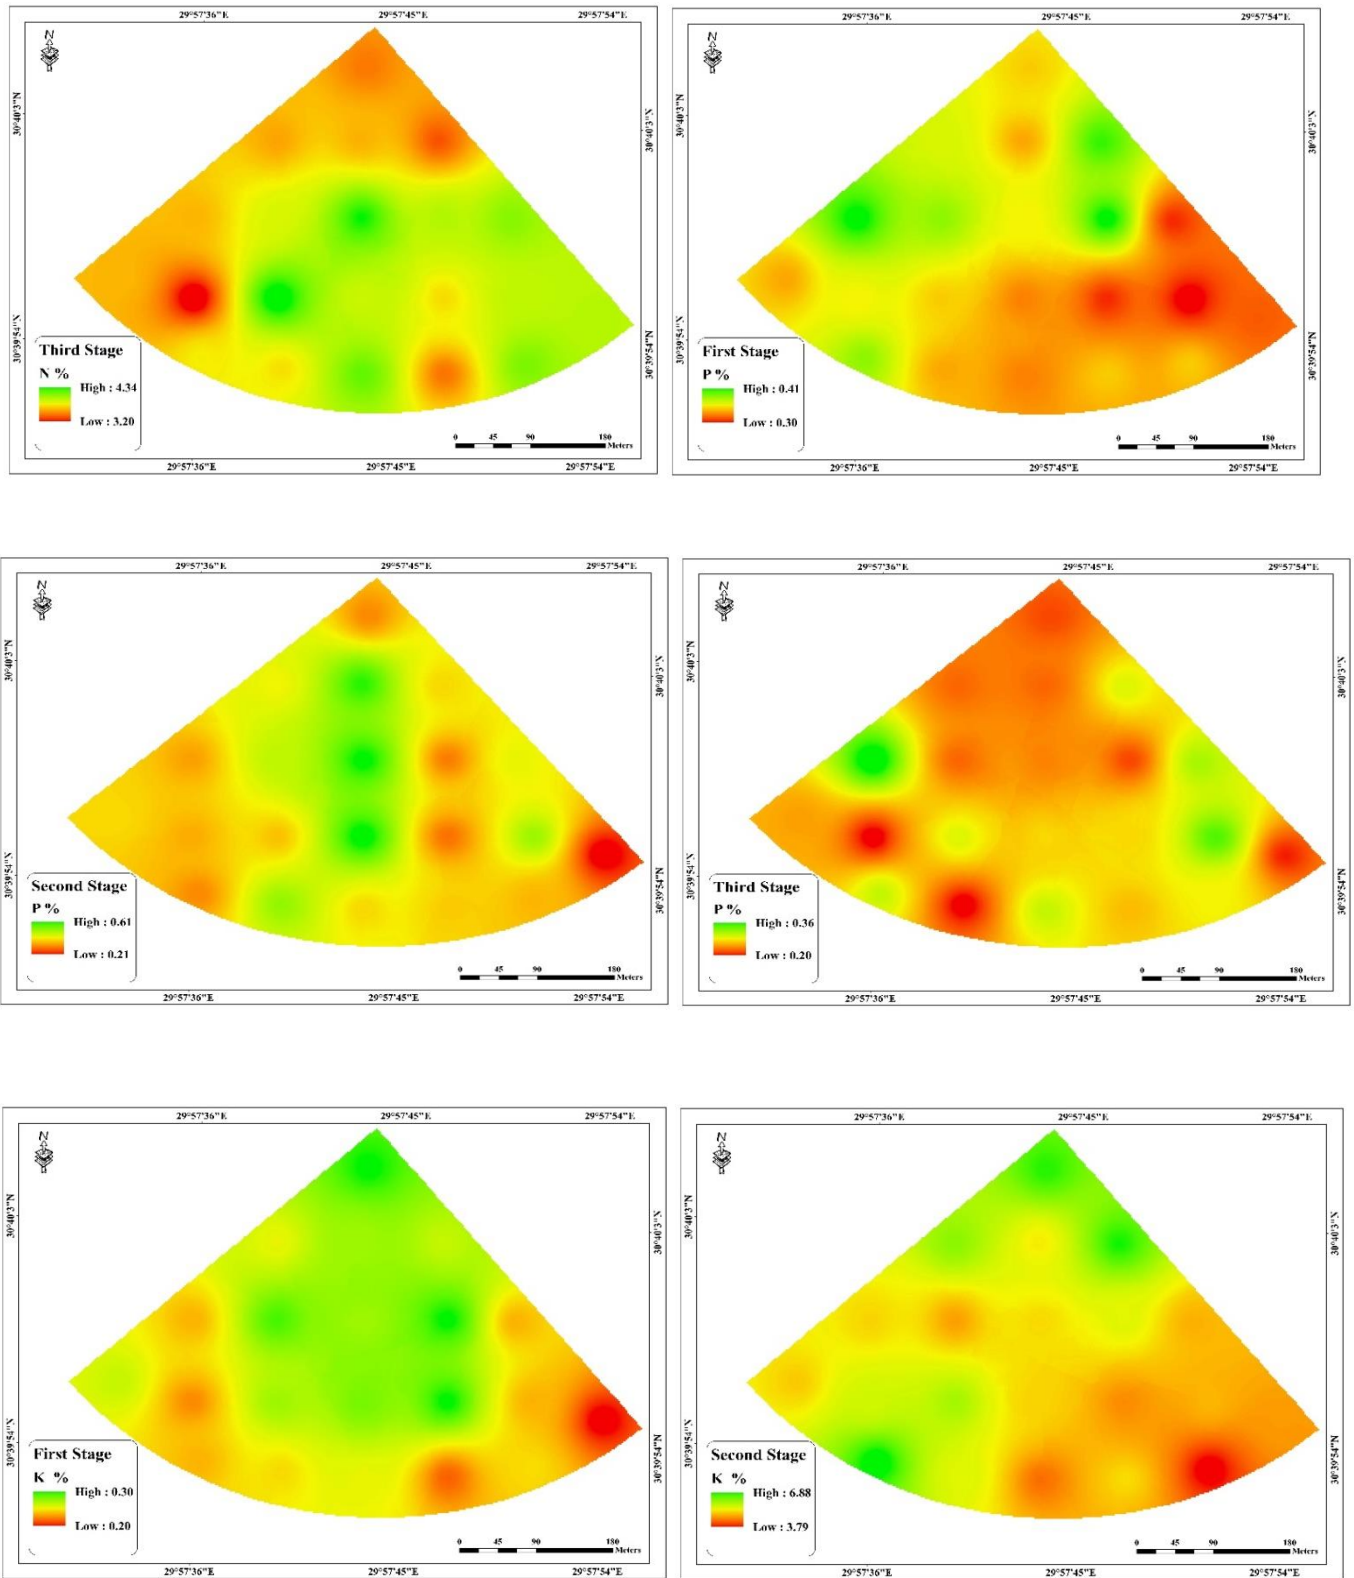 29°57'36"E 29°57'45"E 29°57'54"E
N
30°40'3"N
30°40'3"N
30°39'54"N
30°39'54"N
Third Stage
N %
High : 4.34
Low : 3.20
0 45 90 180
Meters
29°57'36"E 29°57'45"E 29°57'54"E
29°57'36"E 29°57'45"E 29°57'54"E
N
30°40'3"N
30°40'3"N
30°39'54"N
30°39'54"N
First Stage
P %
High : 0.41
Low : 0.30
0 45 90 180
Meters
29°57'36"E 29°57'45"E 29°57'54"E
29°57'36"E 29°57'45"E 29°57'54"E
N
30°40'3"N
30°40'3"N
30°39'54"N
30°39'54"N
Second Stage
P %
High : 0.61
Low : 0.21
0 45 90 180
Meters
29°57'36"E 29°57'45"E 29°57'54"E
29°57'36"E 29°57'45"E 29°57'54"E
N
30°40'3"N
30°40'3"N
30°39'54"N
30°39'54"N
Third Stage
P %
High : 0.36
Low : 0.20
0 45 90 180
Meters
29°57'36"E 29°57'45"E 29°57'54"E
29°57'36"E 29°57'45"E 29°57'54"E
N
30°40'3"N
30°40'3"N
30°39'54"N
30°39'54"N
First Stage
K %
High : 0.30
Low : 0.20
0 45 90 180
Meters
29°57'36"E 29°57'45"E 29°57'54"E
29°57'36"E 29°57'45"E 29°57'54"E
N
30°40'3"N
30°40'3"N
30°39'54"N
30°39'54"N
Second Stage
K %
High : 6.88
Low : 3.79
0 45 90 180
Meters
29°57'36"E 29°57'45"E 29°57'54"E